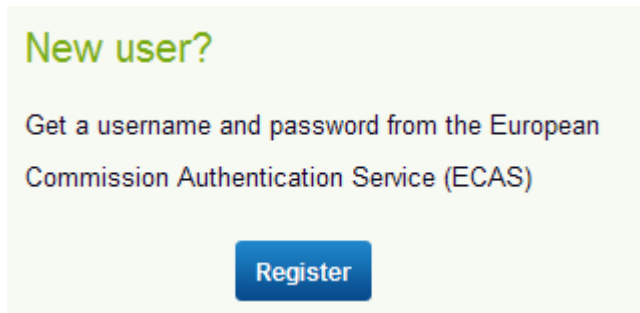 New user?
Get a username and password from the European
Commission Authentication Service (ECAS)
Register